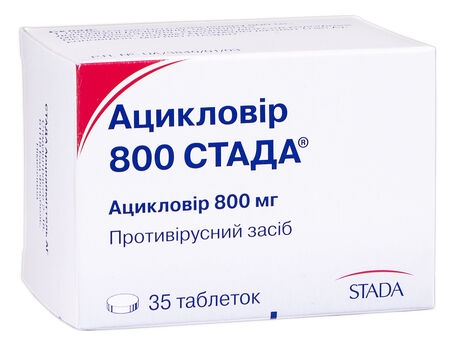 Ацикловір
800 СТАДА®
Ацикловір 800 мг
Противірусний засіб
35 таблеток
STADA